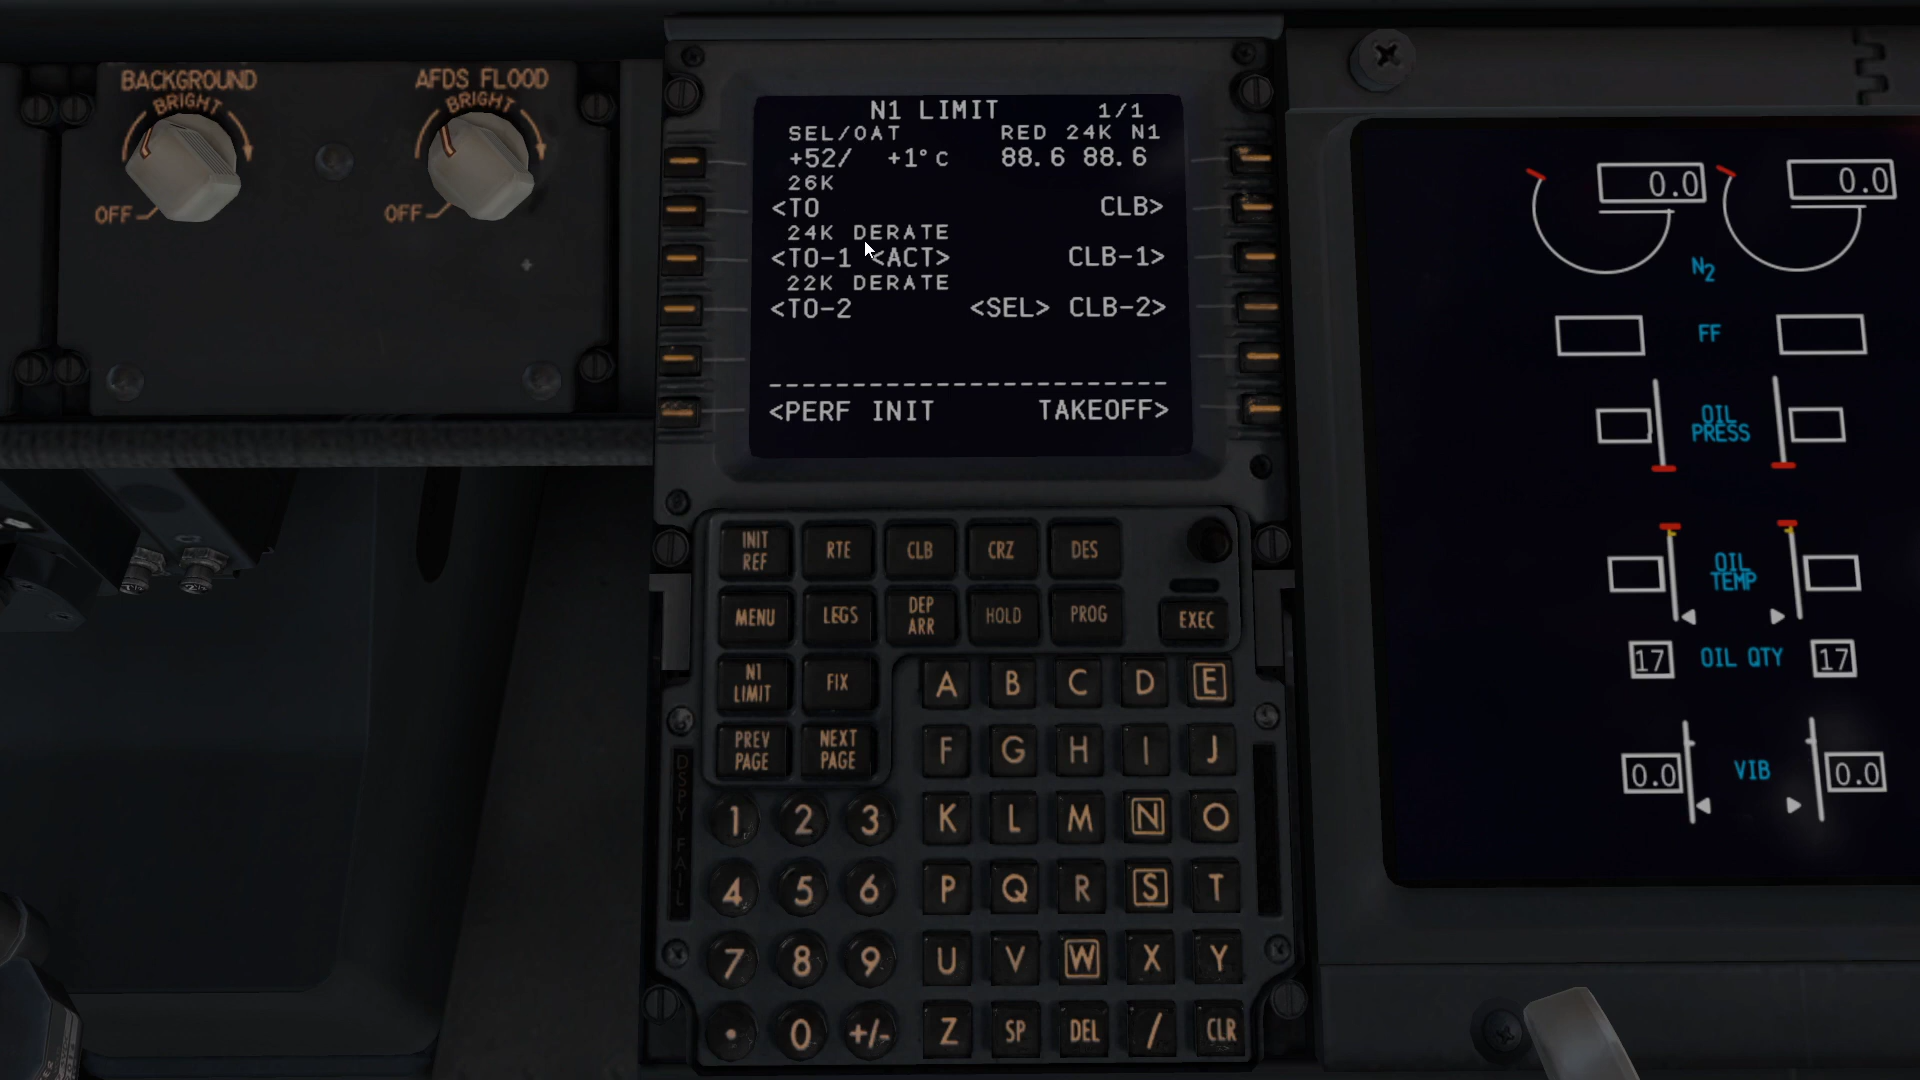 BACKGROUND
BRIGHT
OFF
AFDS FLOOD
BRIGHT
OFF
N1 LIMIT 1/1
SEL/OAT RED 24K N1
+52/ +1°C 88.6 88.6
26K
<TO CLB>
24K DERATE
<TO-1 <ACT> CLB-1>
22K DERATE
<TO-2 <SEL> CLB-2>
------------------------
<PERF INIT TAKEOFF>
INIT REF
RTE
CLB
CRZ
DES
MENU
LEGS
DEP ARR
HOLD
PROG
EXEC
N1 LIMIT
FIX
PREV PAGE
NEXT PAGE
A B C D E
F G H I J
K L M N O
P Q R S T
U V W X Y
Z SP DEL / CLR
1 2 3
4 5 6
7 8 9
. 0 +/-
DSPY FAIL
0.0 0.0
N2
FF
OIL PRESS
OIL TEMP
17 OIL QTY 17
0.0 VIB 0.0